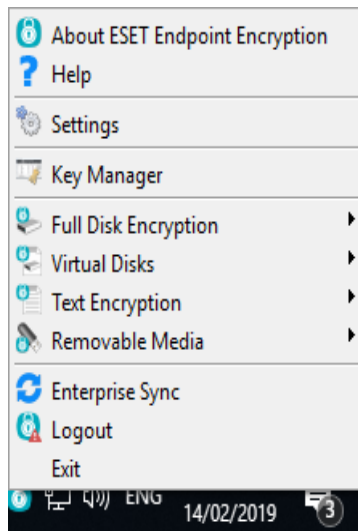 About ESET Endpoint Encryption
Help
Settings
Key Manager
Full Disk Encryption
Virtual Disks
Text Encryption
Removable Media
Enterprise Sync
Logout
Exit
ENG
14/02/2019
3